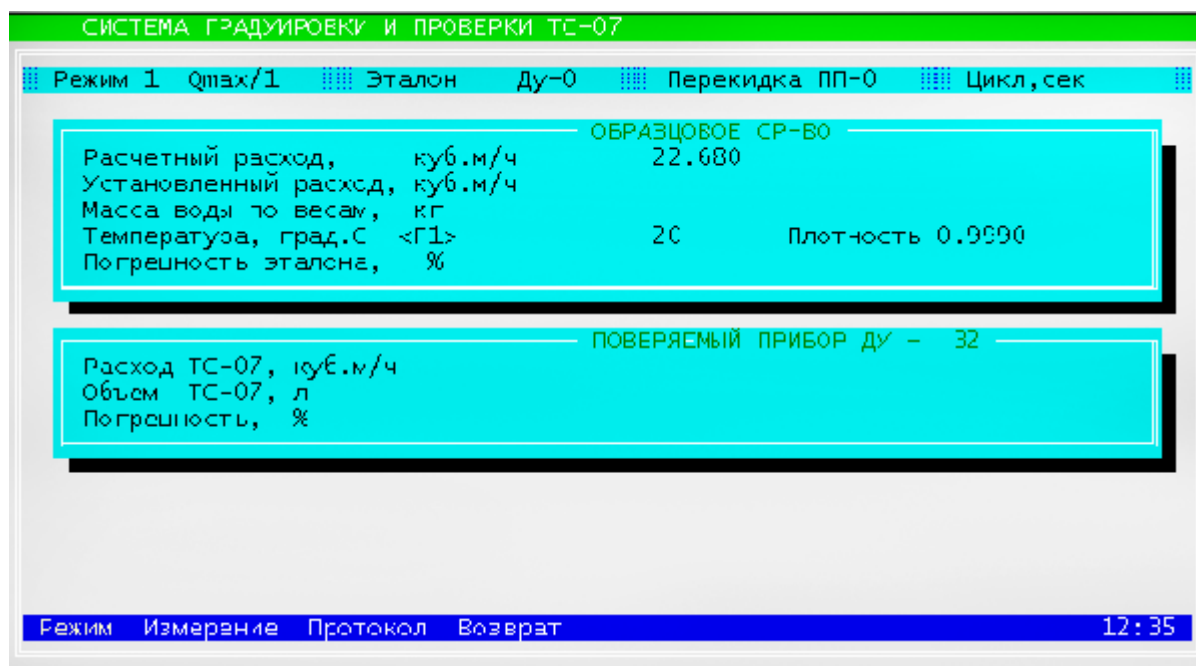 СИСТЕМА ГРАДУИРОВКИ И ПРОВЕРКИ ТС-07
Режим 1 Qmax/1 Эталон Ду-0 Перекидка ПП-0 Цикл,сек
ОБРАЗЦОВОЕ СР-ВО
Расчетный расход, куб.м/ч 22.680
Установленный расход, куб.м/ч
Масса воды по весам, кг
Температура, град.С <F1> 20 Плотность 0.9990
Погрешность эталона, %
ПОВЕРЯЕМЫЙ ПРИБОР ДУ - 32
Расход ТС-07, куб.м/ч
Объем ТС-07, л
Погрешность, %
Режим Измерение Протокол Возврат 12:35